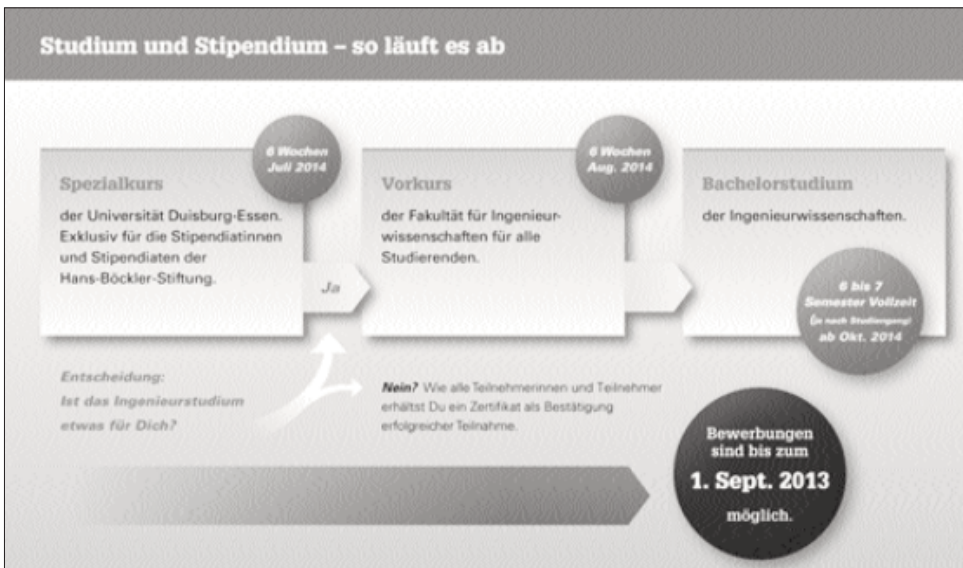 Studium und Stipendium – so läuft es ab
6 Wochen
Juli 2014
Spezialkurs
der Universität Duisburg-Essen.
Exklusiv für die Stipendiatinnen
und Stipendiaten der
Hans-Böckler-Stiftung.
Ja
6 Wochen
Aug. 2014
Vorkurs
der Fakultät für Ingenieur-
wissenschaften für alle
Studierenden.
Bachelorstudium
der Ingenieurwissenschaften.
6 bis 7
Semester Vollzeit
(je nach Studiengang)
ab Okt. 2014
Entscheidung:
Ist das Ingenieurstudium
etwas für Dich?
Nein? Wie alle Teilnehmerinnen und Teilnehmer
erhältst Du ein Zertifikat als Bestätigung
erfolgreicher Teilnahme.
Bewerbungen
sind bis zum
1. Sept. 2013
möglich.